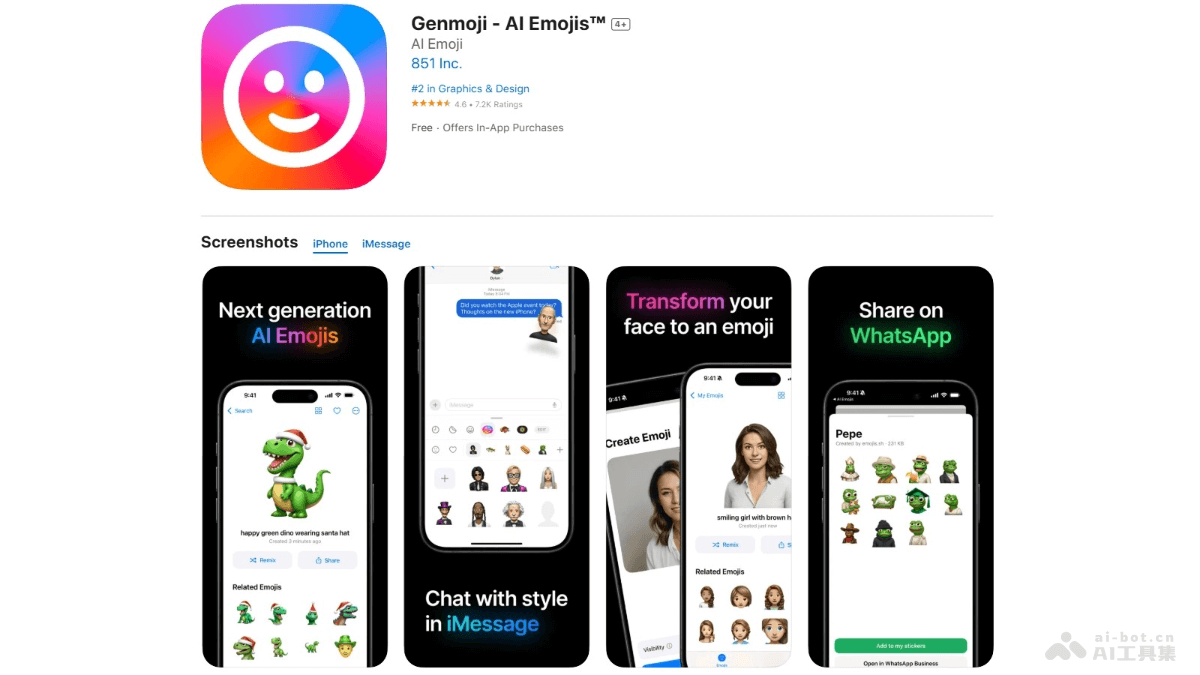 Genmoji - AI Emojis™ 4+
AI Emoji
851 Inc.
#2 in Graphics & Design
4.6 • 7.2K Ratings
Free · Offers In-App Purchases
Screenshots iPhone iMessage
Next generation
AI Emojis
9:41
Search
happy green dino wearing santa hat
Created 3 minutes ago
Remix Share
Related Emojis
Did you watch the Apple event today?
Thoughts on the new iPhone?
iMessage
Chat with style
in iMessage
Transform your
face to an emoji
9:41
Create Emoji
Visibility
9:41
My Emojis
smiling girl with brown h
Created just now
Remix S
Related Emojis
Emojis
Share on
WhatsApp
9:41
AI Emojis
Pepe
Created by emojis.sh · 231 KB
Add to my stickers
Open in WhatsApp Business
ai-bot.cn
AI工具集